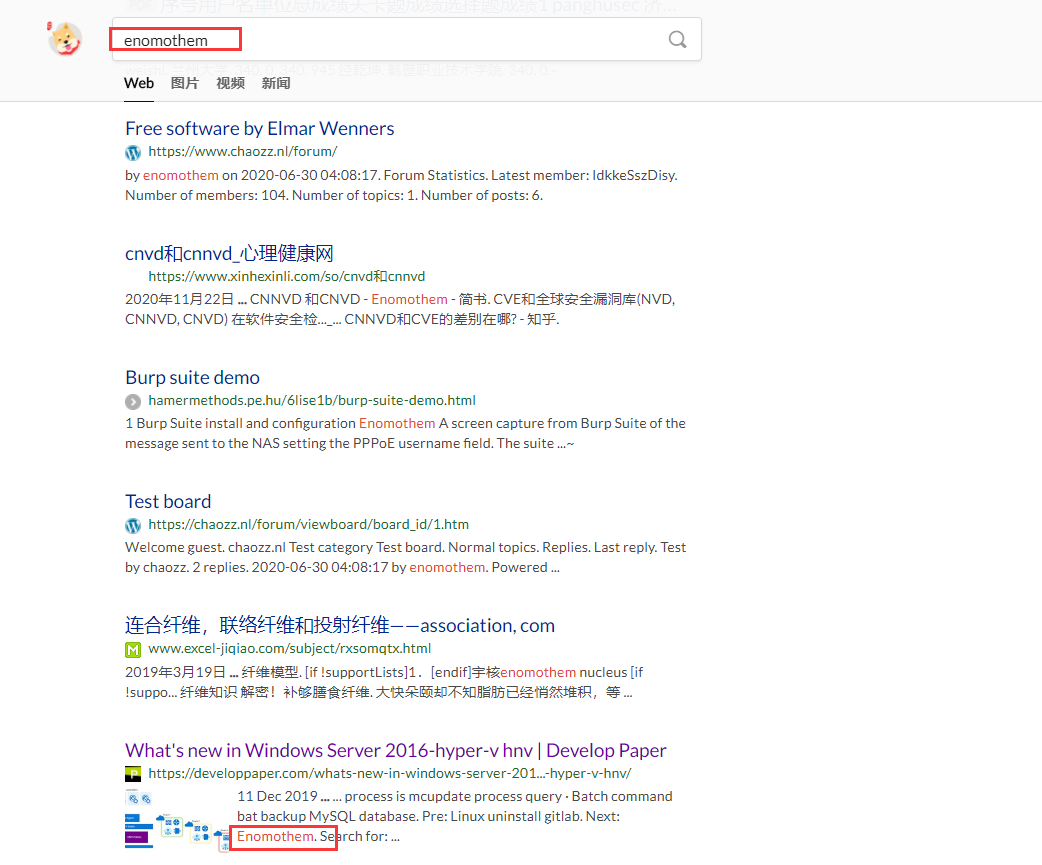 enomothem
Web 图片 视频 新闻
Free software by Elmar Wenners
https://www.chaozz.nl/forum/
by enomothem on 2020-06-30 04:08:17. Forum Statistics. Latest member: IdkkeSszDisy.
Number of members: 104. Number of topics: 1. Number of posts: 6.
cnvd和cnnvd_心理健康网
https://www.xinhexinli.com/so/cnvd和cnnvd
2020年11月22日 ... CNNVD 和CNVD - Enomothem - 简书. CVE和全球安全漏洞库(NVD,
CNNVD, CNVD) 在软件安全检..._... CNNVD和CVE的差别在哪? - 知乎.
Burp suite demo
hamermethods.pe.hu/6lise1b/burp-suite-demo.html
1 Burp Suite install and configuration Enomothem A screen capture from Burp Suite of the
message sent to the NAS setting the PPPoE username field. The suite ...~
Test board
https://chaozz.nl/forum/viewboard/board_id/1.htm
Welcome guest. chaozz.nl Test category Test board. Normal topics. Replies. Last reply. Test
by chaozz. 2 replies. 2020-06-30 04:08:17 by enomothem. Powered ...
连合纤维，联络纤维和投射纤维——association, com
M www.excel-jiqiao.com/subject/rxsomqtx.html
2019年3月19日 ... 纤维模型. [if !supportLists]1．[endif]宇核enomothem nucleus [if
!suppo... 纤维知识 解密！补够膳食纤维. 大快朵颐却不知脂肪已经悄然堆积，等 ...
What's new in Windows Server 2016-hyper-v hnv | Develop Paper
P https://developpaper.com/whats-new-in-windows-server-201...-hyper-v-hnv/
11 Dec 2019 ... ... process is mcupdate process query · Batch command
bat backup MySQL database. Pre: Linux uninstall gitlab. Next:
Enomothem. Search for: ...